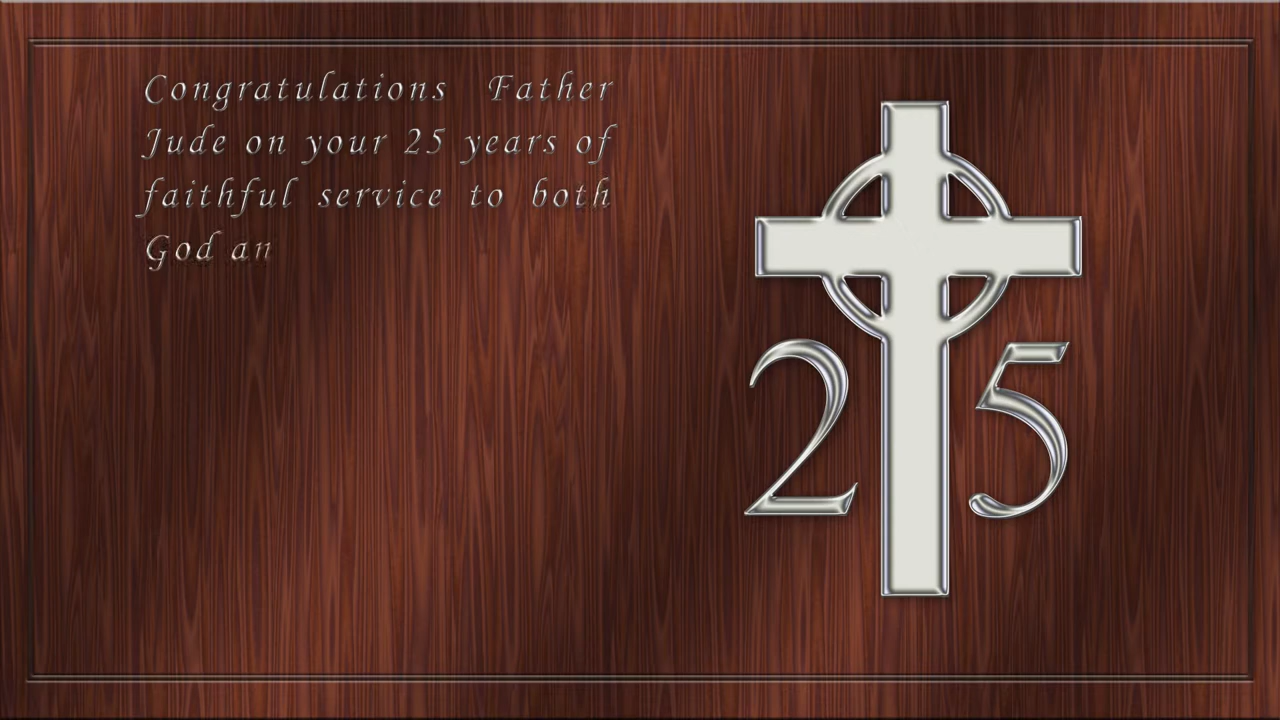 Congratulations Father
Jude on your 25 years of
faithful service to both
God an
25